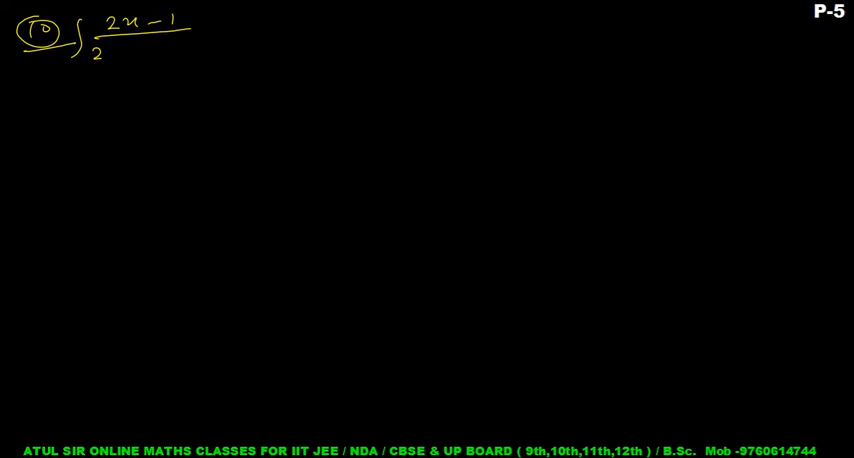 P-5
10 ∫ 2x - 1
2
ATUL SIR ONLINE MATHS CLASSES FOR IIT JEE / NDA / CBSE & UP BOARD ( 9th,10th,11th,12th ) / B.Sc. Mob -9760614744